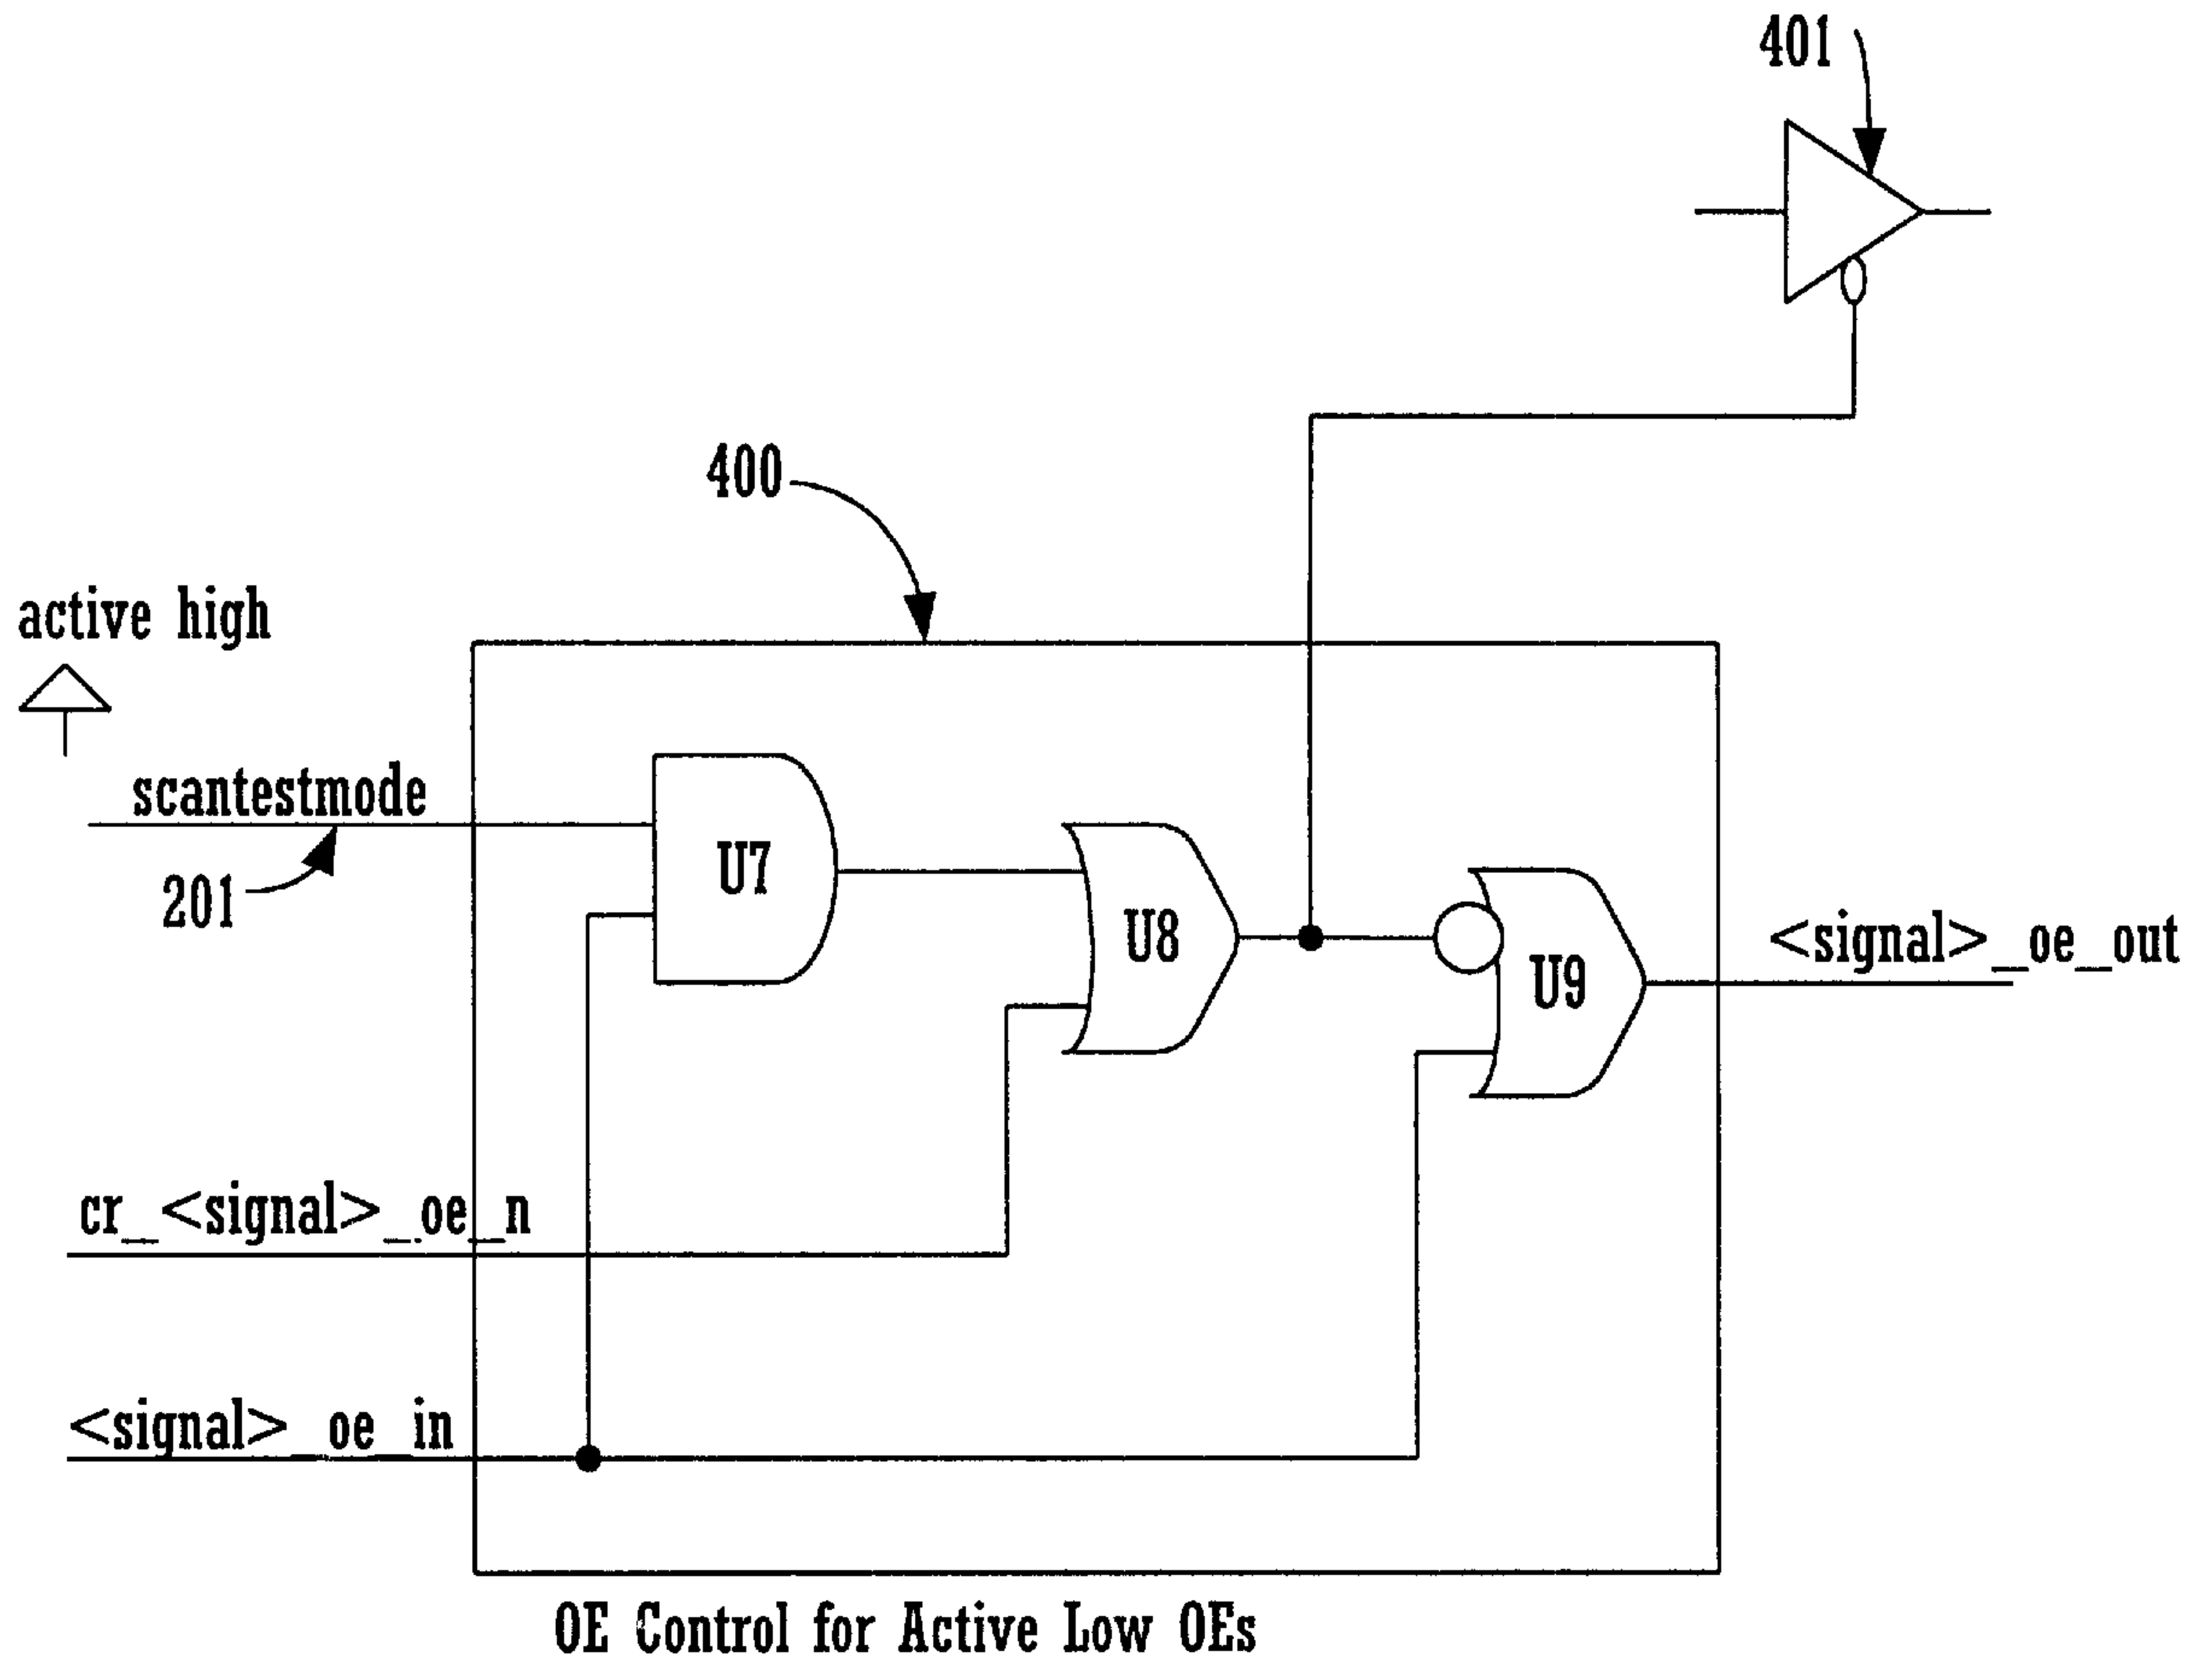 401
400
active high
scantestmode
201
U7
U8
U9
<signal>_oe_out
cr_<signal>_oe_n
<signal>_oe_in
OE Control for Active Low OEs